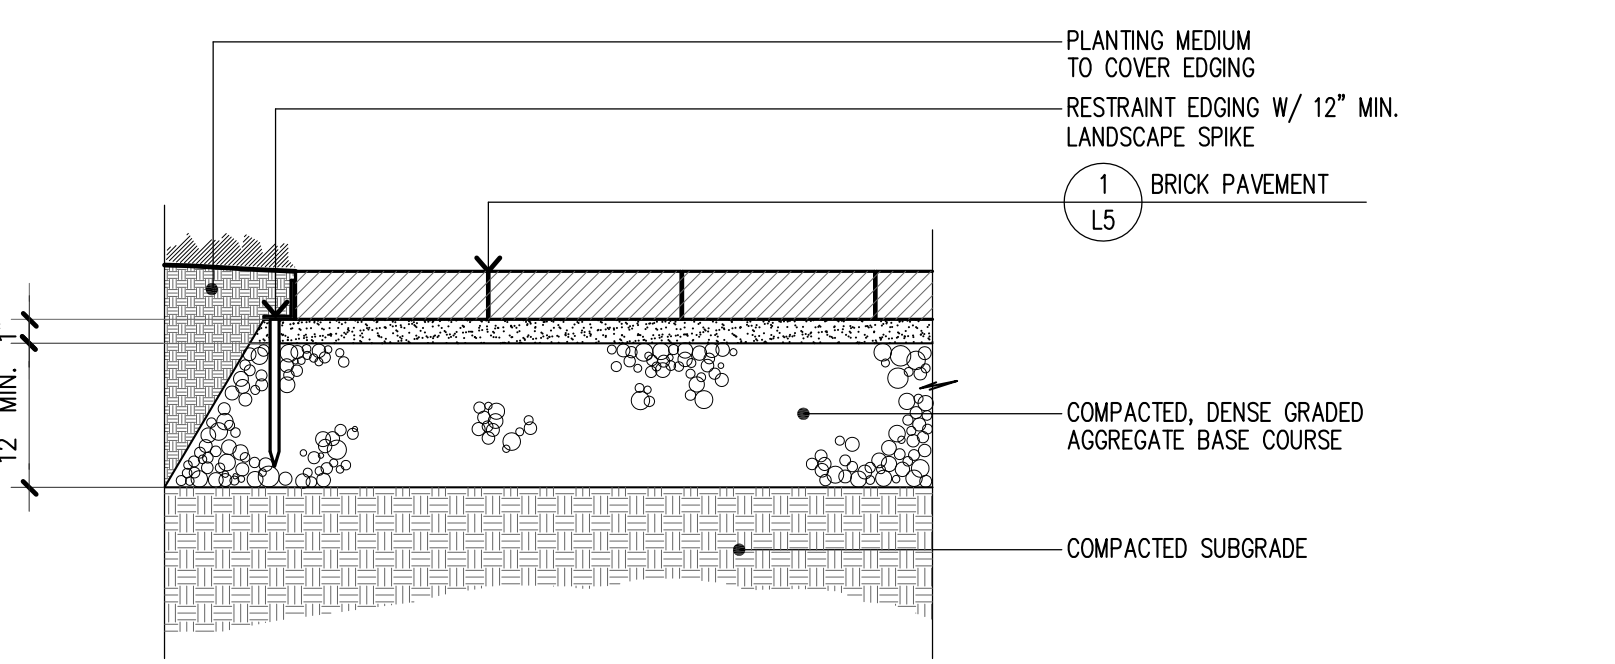 PLANTING MEDIUM
TO COVER EDGING
RESTRAINT EDGING W/ 12" MIN.
LANDSCAPE SPIKE
1
BRICK PAVEMENT
L5
12 MIN.
COMPACTED, DENSE GRADED
AGGREGATE BASE COURSE
COMPACTED SUBGRADE